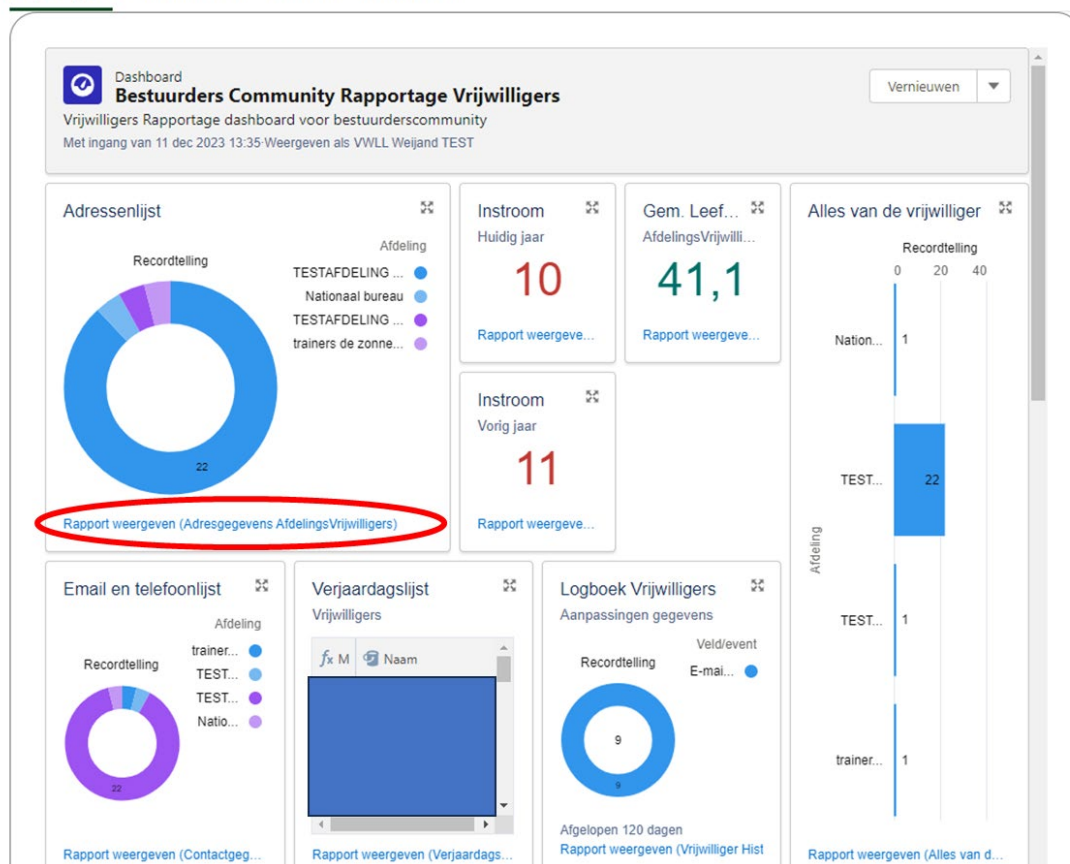 Dashboard
Bestuurders Community Rapportage Vrijwilligers
Vrijwilligers Rapportage dashboard voor bestuurderscommunity
Met ingang van 11 dec 2023 13:35·Weergeven als VWLL Weijand TEST
Vernieuwen
Adressenlijst
Afdeling
Recordtelling
TESTAFDELING ...
Nationaal bureau
TESTAFDELING ...
trainers de zonne...
22
Rapport weergeven (Adresgegevens AfdelingsVrijwilligers)
Instroom
Huidig jaar
10
Rapport weergeve...
Gem. Leef...
AfdelingsVrijwilli...
41,1
Rapport weergeve...
Instroom
Vorig jaar
11
Rapport weergeve...
Alles van de vrijwilliger
Recordtelling
0 20 40
Afdeling
Nation... 1
TEST... 22
TEST... 1
trainer... 1
Rapport weergeven (Alles van d...
Email en telefoonlijst
Afdeling
Recordtelling
trainer...
TEST...
TEST...
Natio...
22
Rapport weergeven (Contactgeg...
Verjaardagslijst
Vrijwilligers
fx M Naam
Rapport weergeven (Verjaardags...
Logboek Vrijwilligers
Aanpassingen gegevens
Veld/event
Recordtelling
E-mai...
9
9
Afgelopen 120 dagen
Rapport weergeven (Vrijwilliger Hist